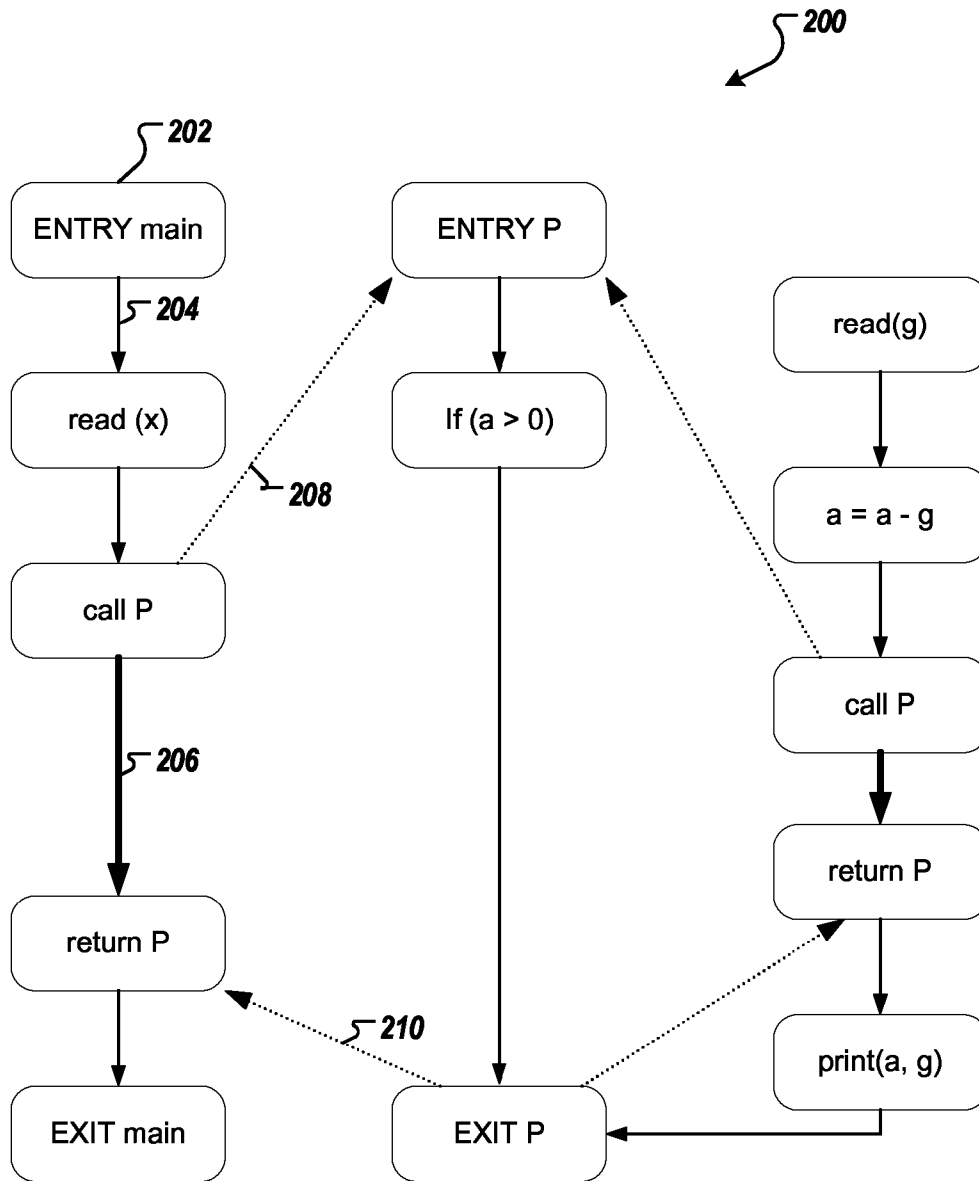 200
202
ENTRY main
ENTRY P
204
read(g)
read (x)
If (a > 0)
208
a = a - g
call P
call P
206
return P
return P
210
print(a, g)
EXIT main
EXIT P